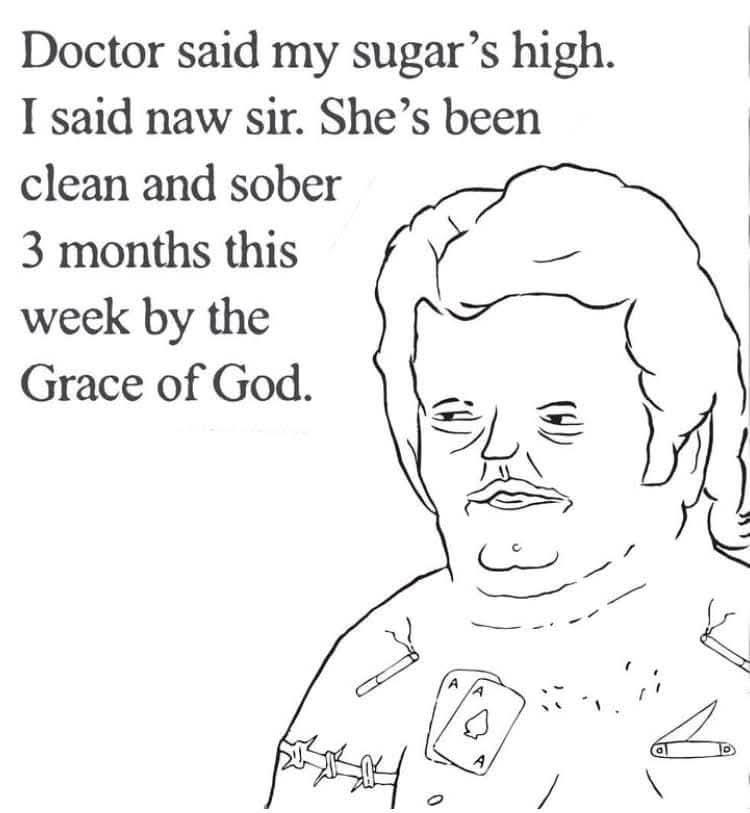 Doctor said my sugar's high.
I said naw sir. She's been
clean and sober
3 months this
week by the
Grace of God.
A
A
A